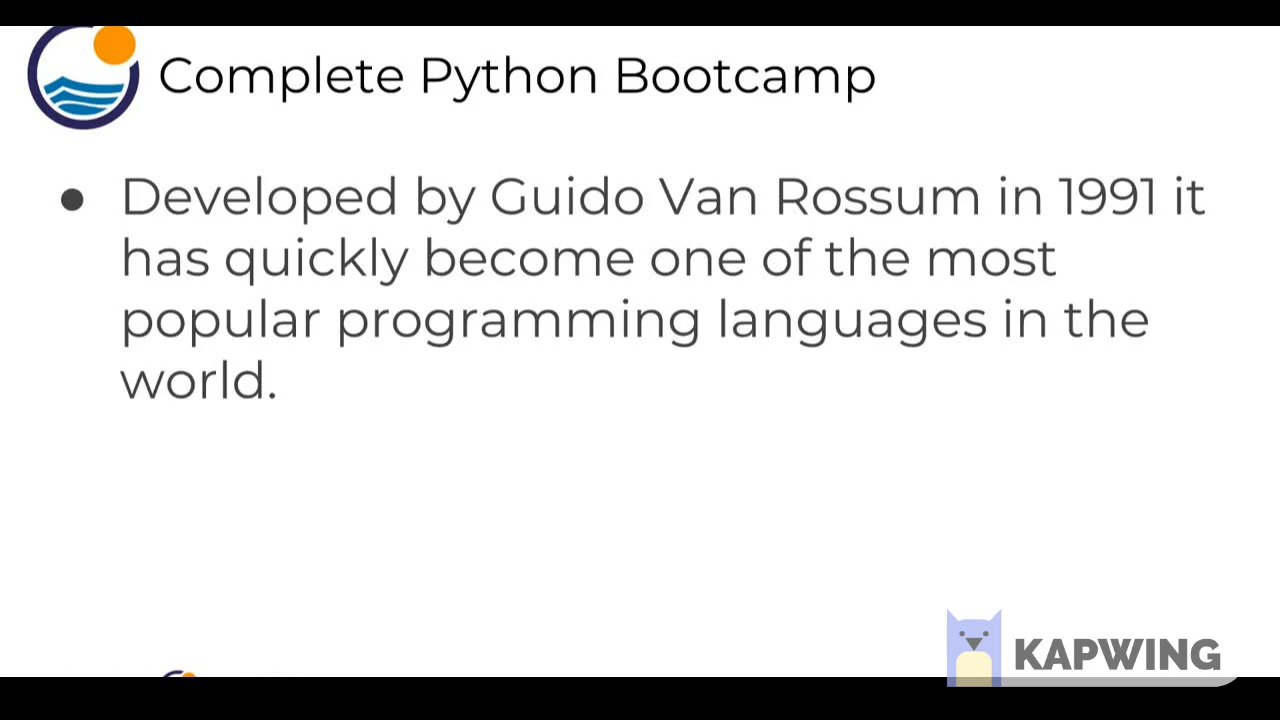 Complete Python Bootcamp
● Developed by Guido Van Rossum in 1991 it
has quickly become one of the most
popular programming languages in the
world.
KAPWING